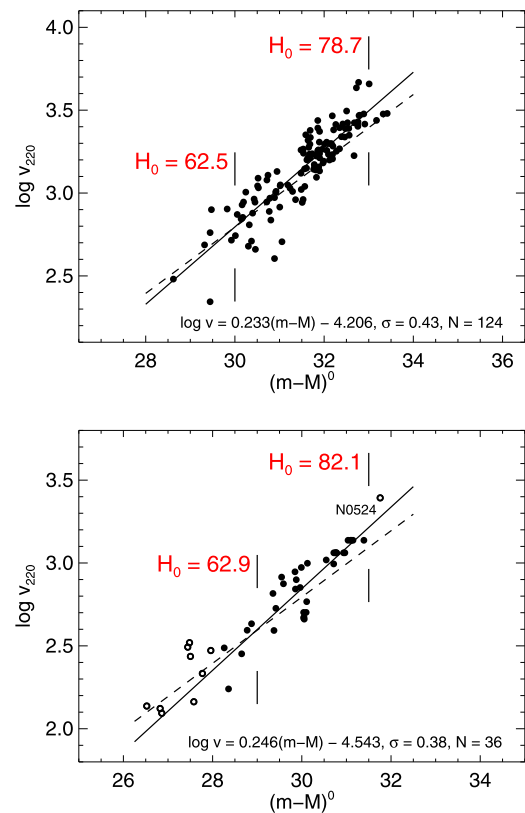 4.0
H₀ = 78.7
3.5
H₀ = 62.5
3.0
2.5
log v₂₂₀
log v = 0.233(m−M) − 4.206, σ = 0.43, N = 124
28 30 32 34 36
(m−M)⁰
H₀ = 82.1
3.5
N0524
3.0
H₀ = 62.9
2.5
2.0
log v₂₂₀
log v = 0.246(m−M) − 4.543, σ = 0.38, N = 36
26 28 30 32 34
(m−M)⁰